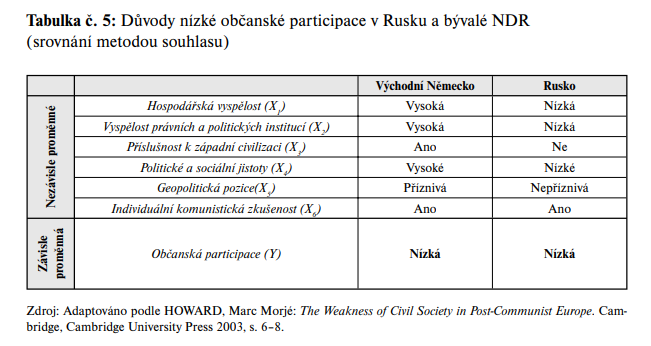 Tabulka č. 5: Důvody nízké občanské participace v Rusku a bývalé NDR
(srovnání metodou souhlasu)
Východní Německo Rusko
Nezávisle proměnné
Hospodářská vyspělost (X1) Vysoká Nízká
Vyspělost právních a politických institucí (X2) Vysoká Nízká
Příslušnost k západní civilizaci (X3) Ano Ne
Politické a sociální jistoty (X4) Vysoké Nízké
Geopolitická pozice(X5) Příznivá Nepříznivá
Individuální komunistická zkušenost (X6) Ano Ano
Závisle
proměnná
Občanská participace (Y) Nízká Nízká
Zdroj: Adaptováno podle HOWARD, Marc Morjé: The Weakness of Civil Society in Post-Communist Europe. Cam-
bridge, Cambridge University Press 2003, s. 6–8.